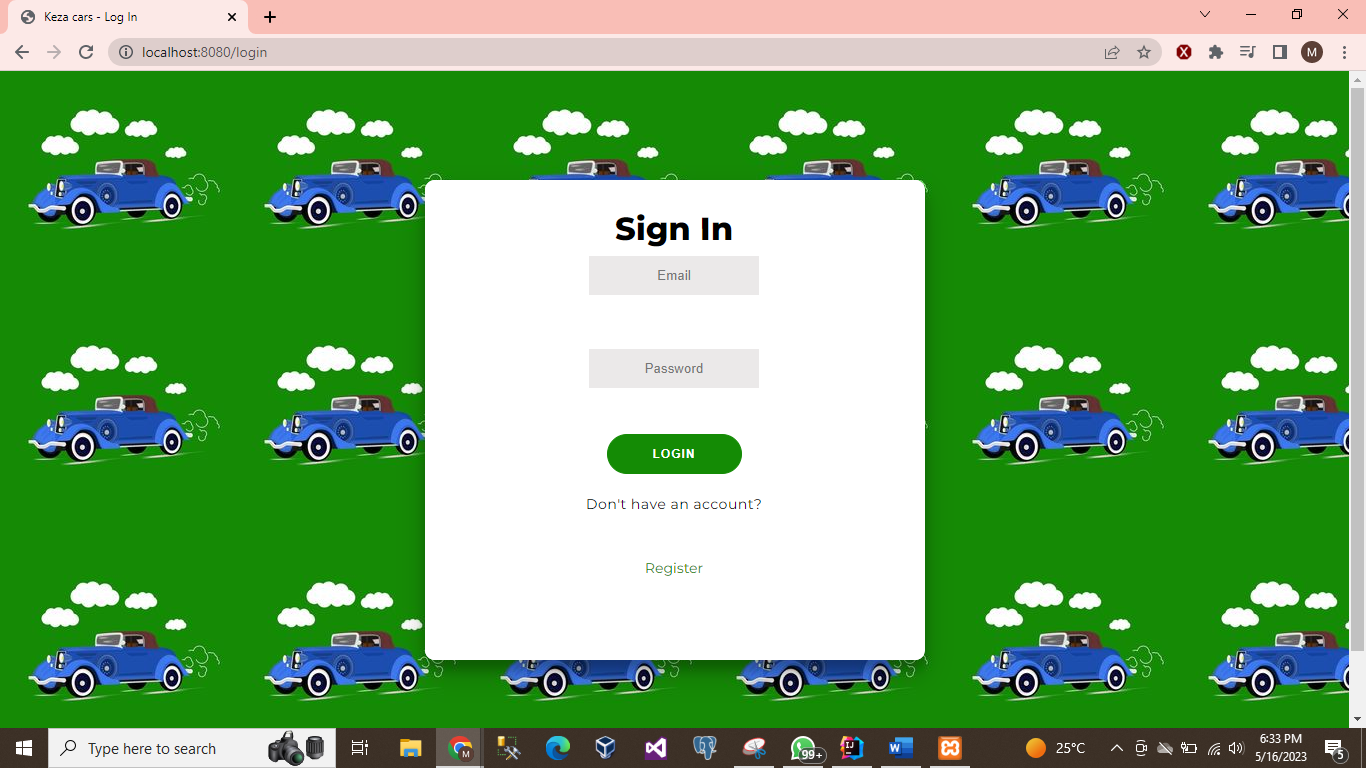 Keza cars - Log In
localhost:8080/login
X
M
Sign In
Email
Password
LOGIN
Don't have an account?
Register
Type here to search
M
99+
IJ
W
25°C
6:33 PM
5/16/2023
5